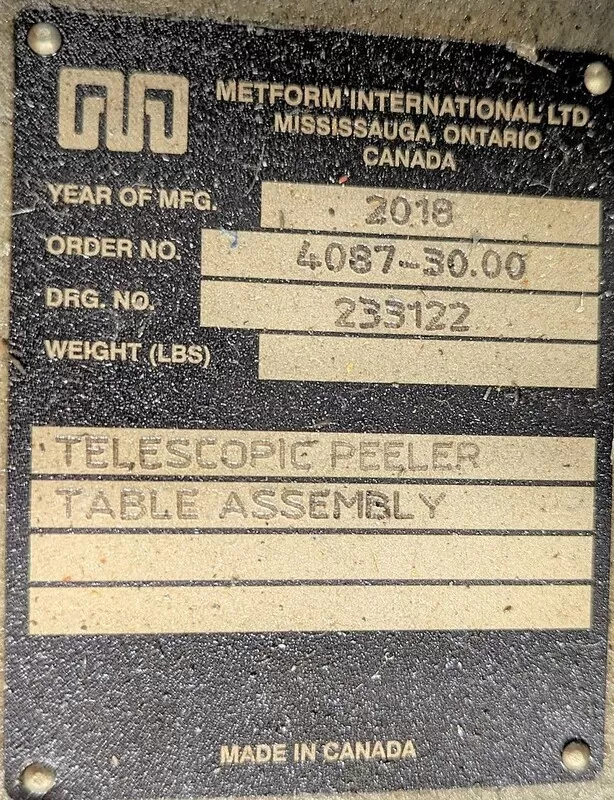 METFORM INTERNATIONAL LTD.
MISSISSAUGA, ONTARIO
CANADA
YEAR OF MFG. 2018
ORDER NO. 4087-30.00
DRG. NO. 233122
WEIGHT (LBS)
TELESCOPIC PEELER
TABLE ASSEMBLY
MADE IN CANADA